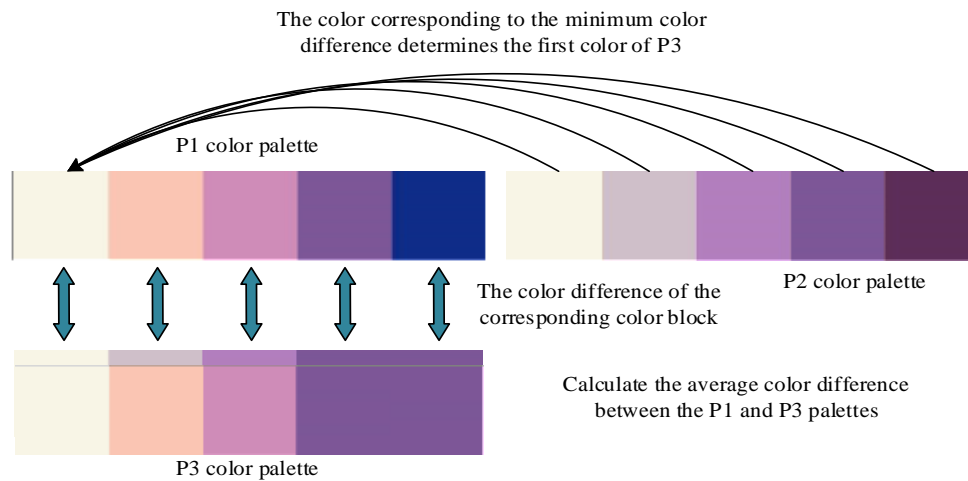 The color corresponding to the minimum color
difference determines the first color of P3
P1 color palette
P2 color palette
The color difference of the
corresponding color block
Calculate the average color difference
between the P1 and P3 palettes
P3 color palette